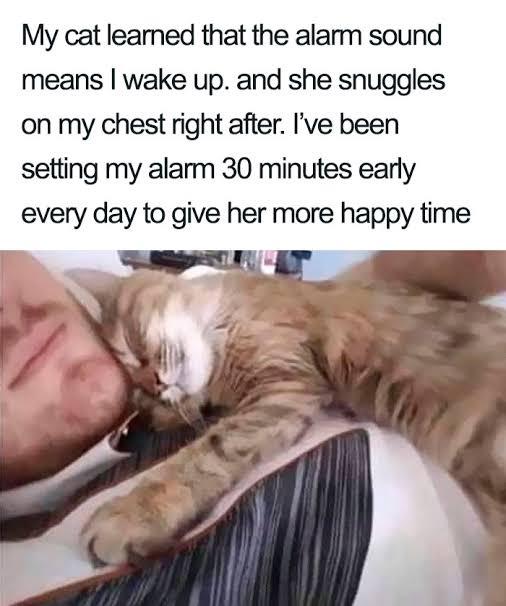 My cat learned that the alarm sound
means I wake up. and she snuggles
on my chest right after. I've been
setting my alarm 30 minutes early
every day to give her more happy time